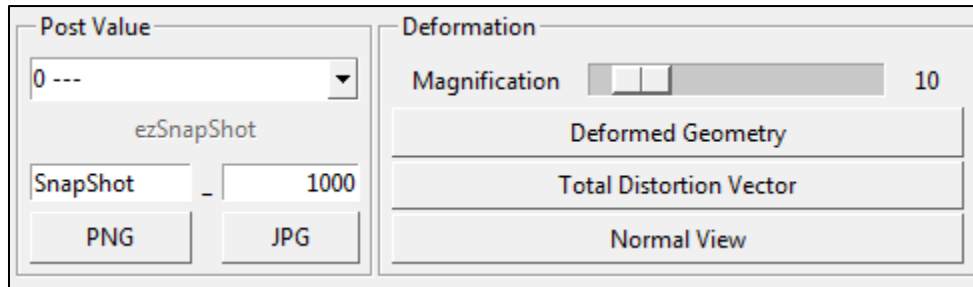 Post Value
0 ---
ezSnapShot
SnapShot _ 1000
PNG JPG
Deformation
Magnification 10
Deformed Geometry
Total Distortion Vector
Normal View